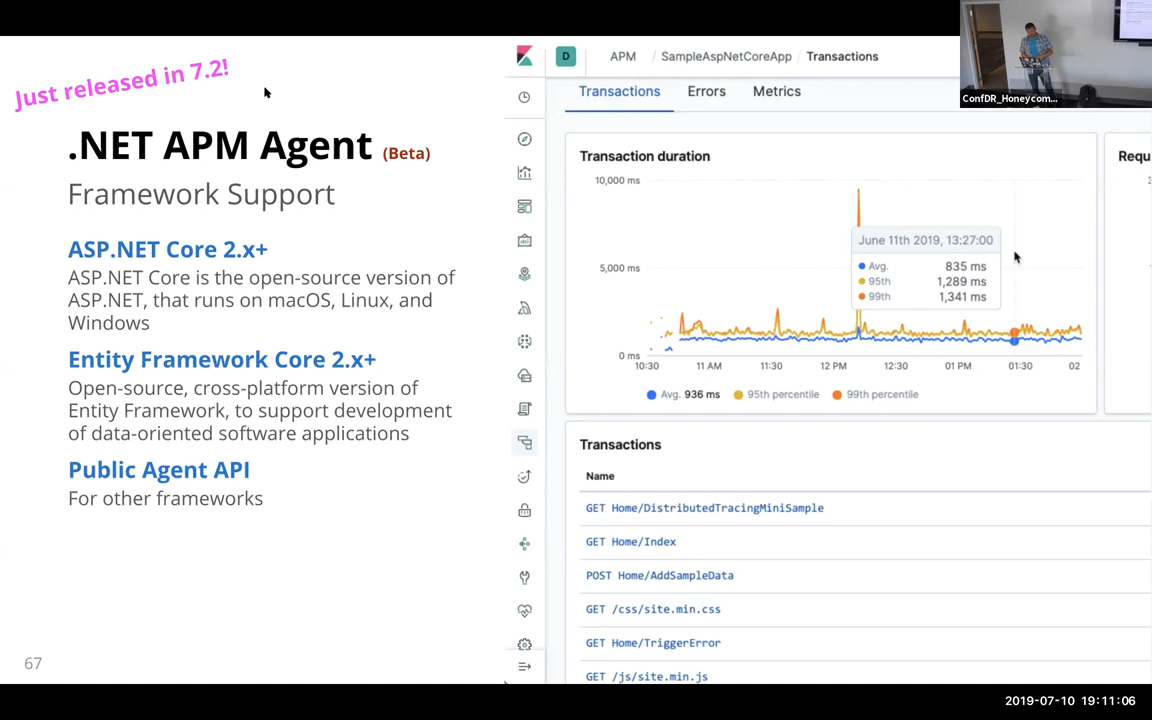 Just released in 7.2!
.NET APM Agent (Beta)
Framework Support
ASP.NET Core 2.x+
ASP.NET Core is the open-source version of
ASP.NET, that runs on macOS, Linux, and
Windows
Entity Framework Core 2.x+
Open-source, cross-platform version of
Entity Framework, to support development
of data-oriented software applications
Public Agent API
For other frameworks
67
D
APM / SampleAspNetCoreApp / Transactions
Transactions Errors Metrics
Transaction duration
10,000 ms
5,000 ms
0 ms
June 11th 2019, 13:27:00
Avg. 835 ms
95th 1,289 ms
99th 1,341 ms
10:30 11 AM 11:30 12 PM 12:30 01 PM 01:30 02
Avg. 936 ms 95th percentile 99th percentile
Requ
3
Transactions
Name
GET Home/DistributedTracingMiniSample
GET Home/Index
POST Home/AddSampleData
GET /css/site.min.css
GET Home/TriggerError
GET /js/site.min.js
ConfDR_Honeycom...
2019-07-10 19:11:06